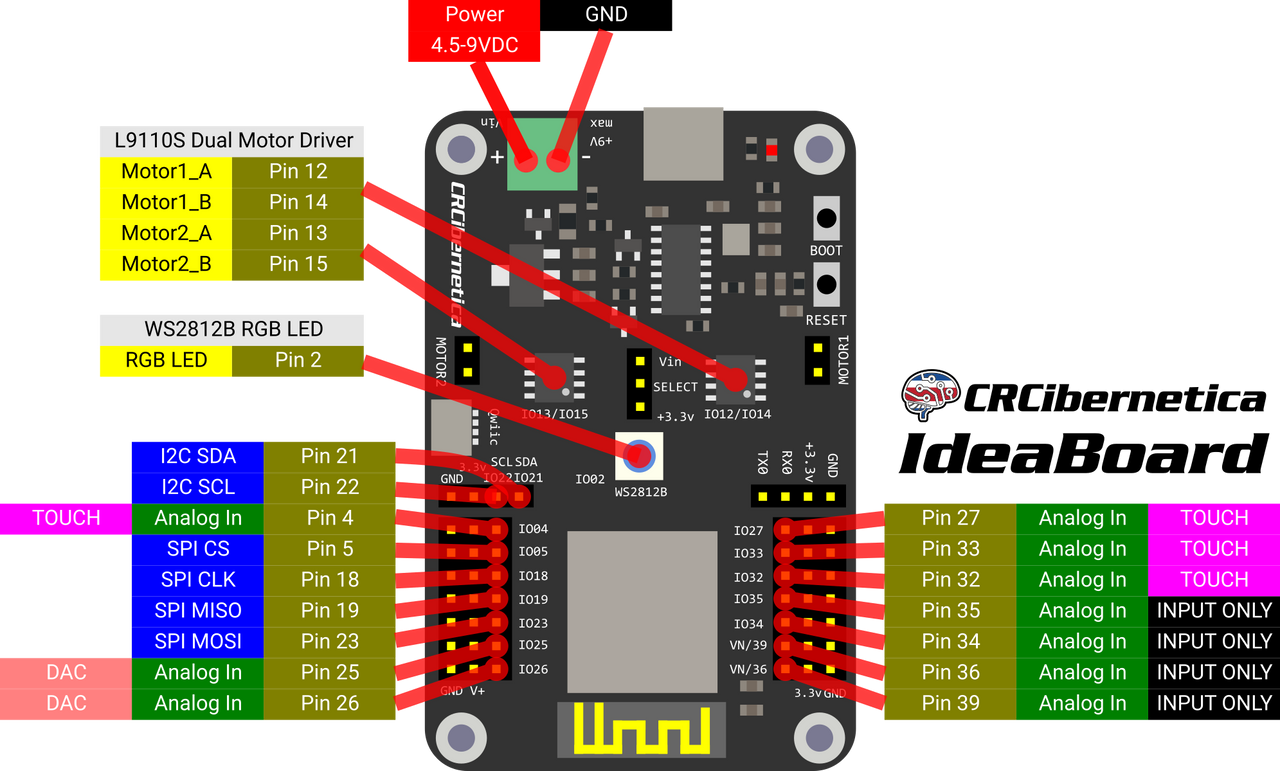 Power GND
4.5-9VDC
Vin max
+9V
+ -
L9110S Dual Motor Driver
Motor1_A Pin 12
Motor1_B Pin 14
Motor2_A Pin 13
Motor2_B Pin 15
CRCibernetica
BOOT
RESET
WS2812B RGB LED
RGB LED Pin 2
MOTOR2
MOTOR1
Vin
SELECT
+3.3v
IO13/IO15
IO12/IO14
Qwiic
CRCibernetica
IdeaBoard
SCL SDA
3.3v
GND IO22 IO21
IO02
WS2812B
TX0 RX0 +3.3v GND
I2C SDA Pin 21
I2C SCL Pin 22
TOUCH Analog In Pin 4 IO04
SPI CS Pin 5 IO05
SPI CLK Pin 18 IO18
SPI MISO Pin 19 IO19
SPI MOSI Pin 23 IO23
DAC Analog In Pin 25 IO25
DAC Analog In Pin 26 IO26
GND V+
IO27 Pin 27 Analog In TOUCH
IO33 Pin 33 Analog In TOUCH
IO32 Pin 32 Analog In TOUCH
IO35 Pin 35 Analog In INPUT ONLY
IO34 Pin 34 Analog In INPUT ONLY
VN/39 Pin 36 Analog In INPUT ONLY
VN/36 Pin 39 Analog In INPUT ONLY
3.3v GND